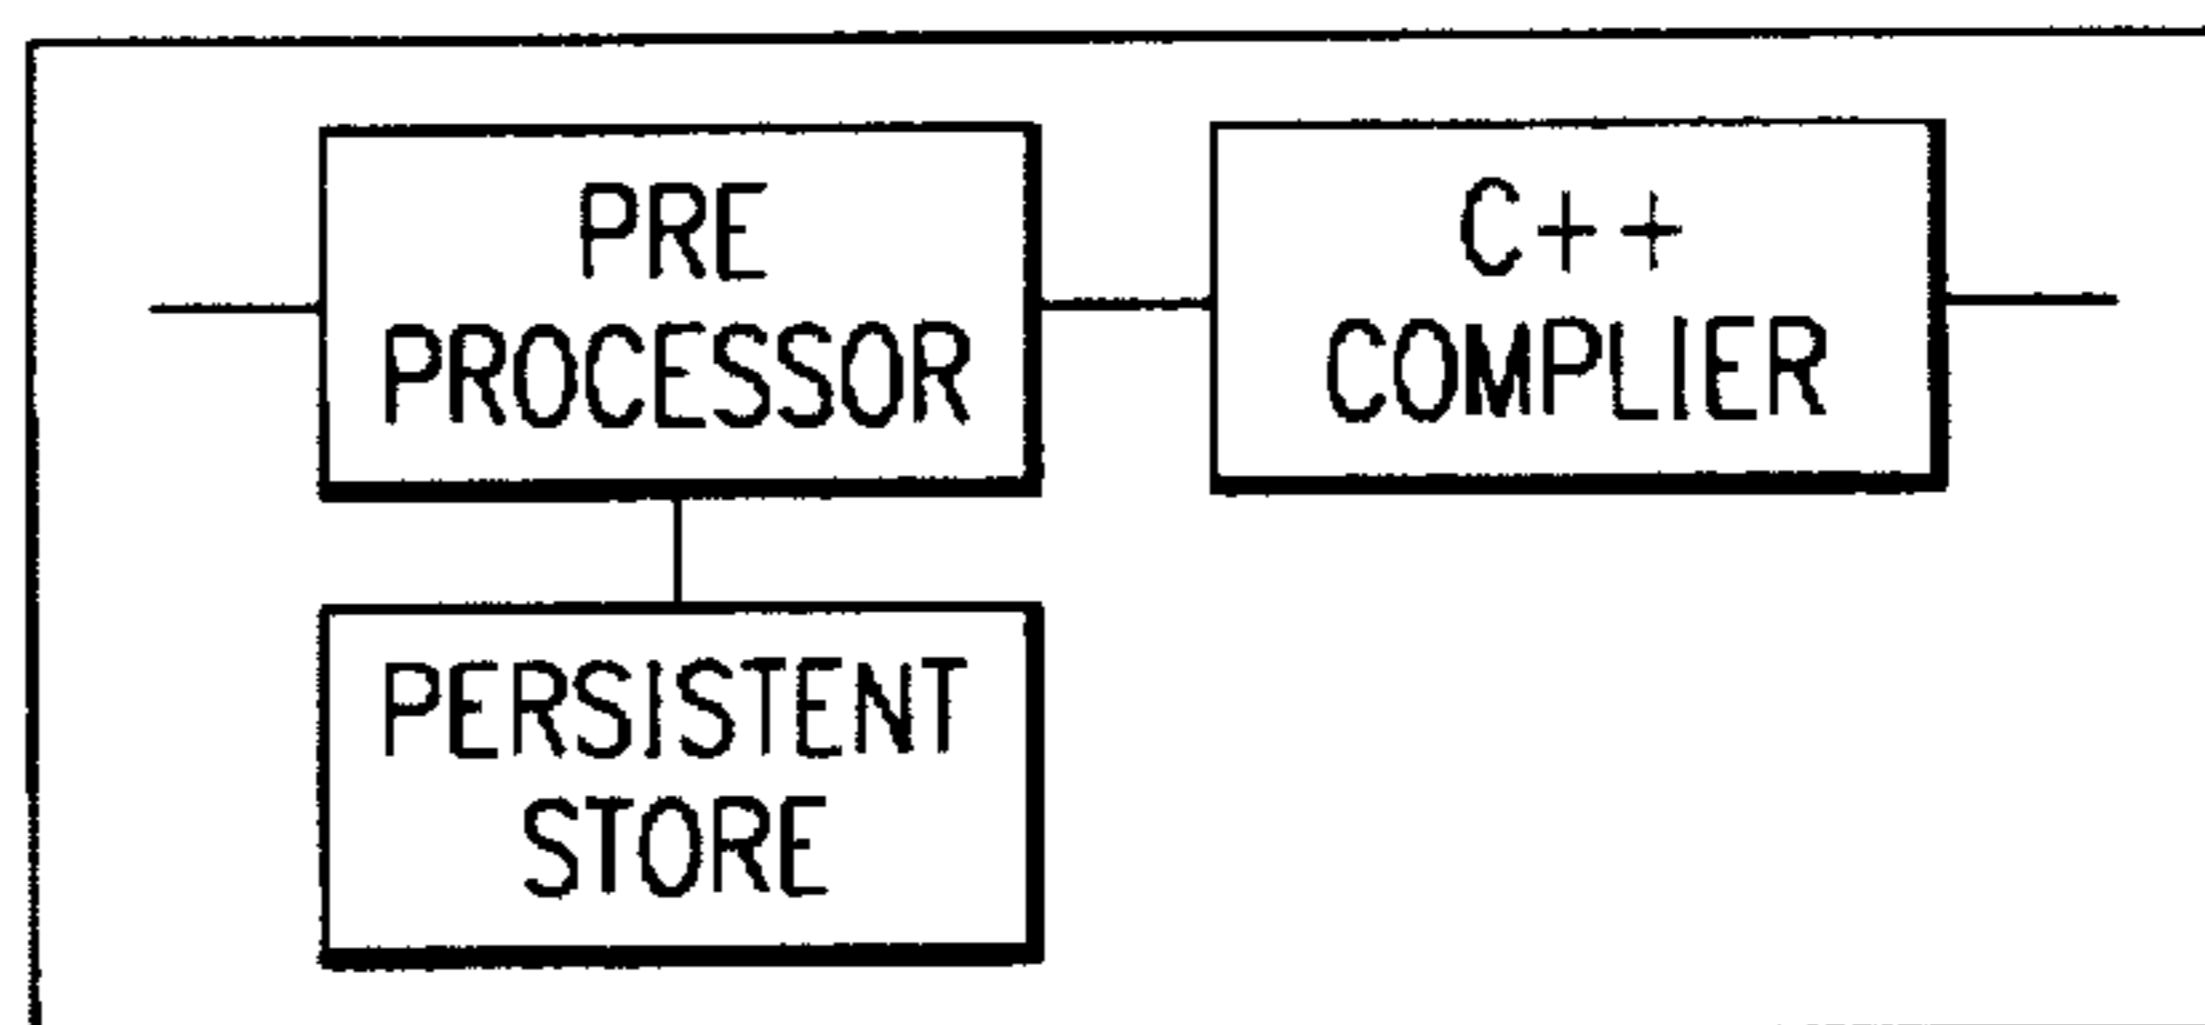 PRE
PROCESSOR
C++
COMPLIER
PERSISTENT
STORE